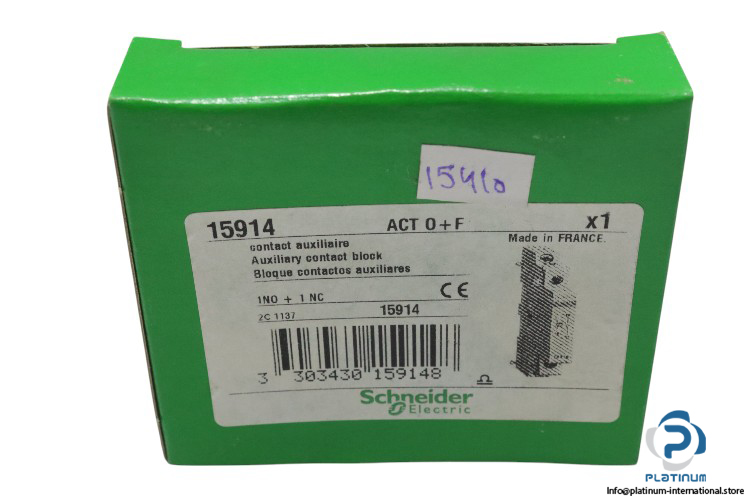 15410
15914 ACT O+F x1
contact auxiliaire Made in FRANCE.
Auxiliary contact block
Bloque contactos auxiliares
1NO + 1 NC CE
2C 1137 15914
3 303430 159148
Schneider
Electric
PLATINUM
Info@platinum-international.store